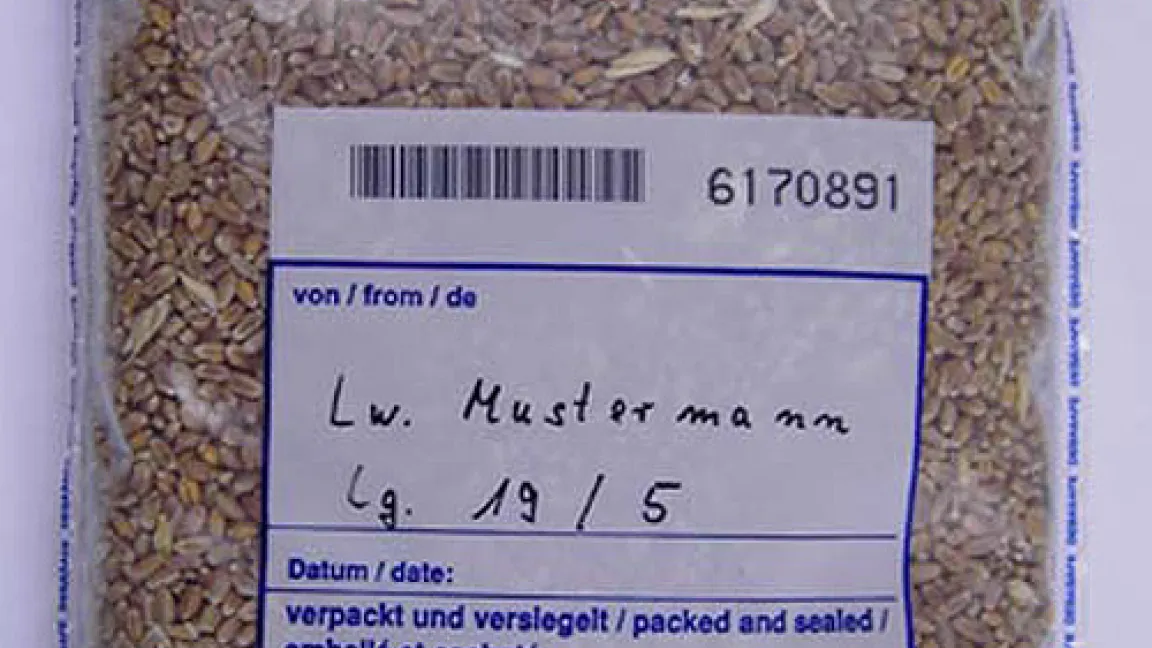 6170891
von / from / de
Lw. Mustermann
Lg. 19 / 5
Datum / date:
verpackt und versiegelt / packed and sealed /